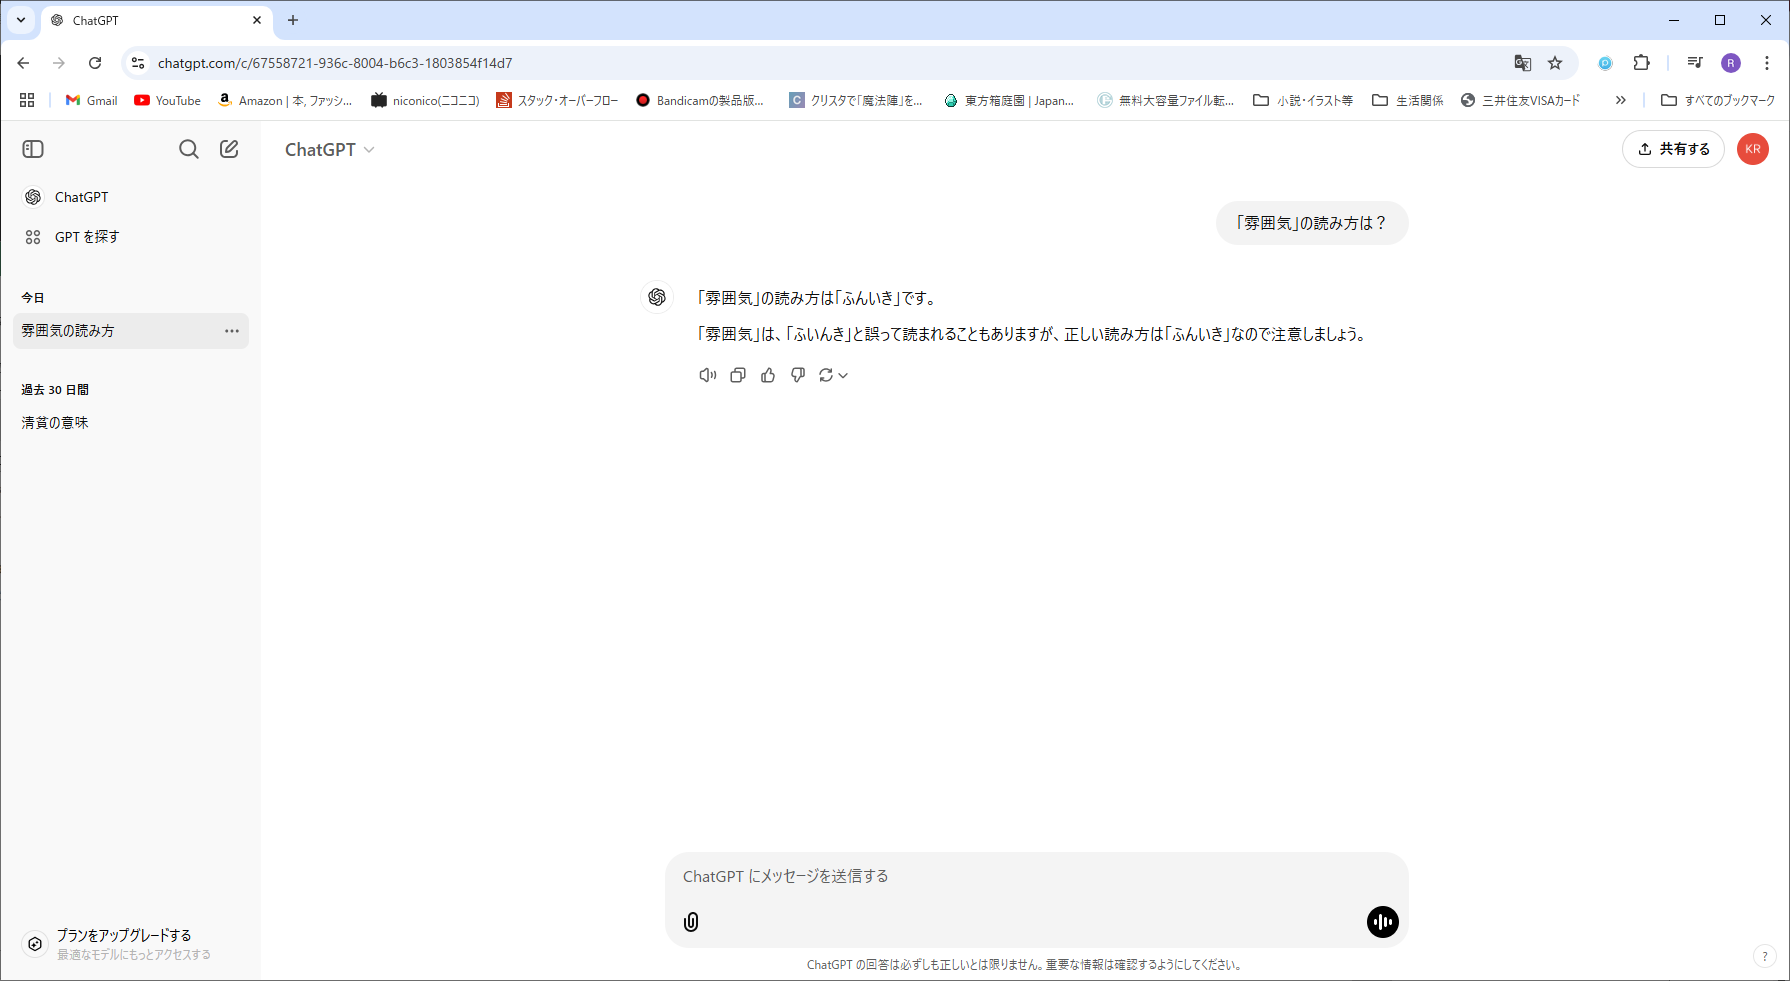 ChatGPT
chatgpt.com/c/67558721-936c-8004-b6c3-1803854f14d7
Gmail
YouTube
Amazon | 本, ファッシ...
niconico(ニコニコ)
スタック・オーバーフロー
Bandicamの製品版...
クリスタで「魔法陣」を...
東方箱庭園 | Japan...
無料大容量ファイル転...
小説・イラスト等
生活関係
三井住友VISAカード
すべてのブックマーク
ChatGPT
共有する
KR
ChatGPT
GPT を探す
今日
雰囲気の読み方
過去 30 日間
清貧の意味
「雰囲気」の読み方は？
「雰囲気」の読み方は「ふんいき」です。
「雰囲気」は、「ふいんき」と誤って読まれることもありますが、正しい読み方は「ふんいき」なので注意しましょう。
ChatGPT にメッセージを送信する
プランをアップグレードする
最適なモデルにもっとアクセスする
ChatGPT の回答は必ずしも正しいとは限りません。重要な情報は確認するようにしてください。
?